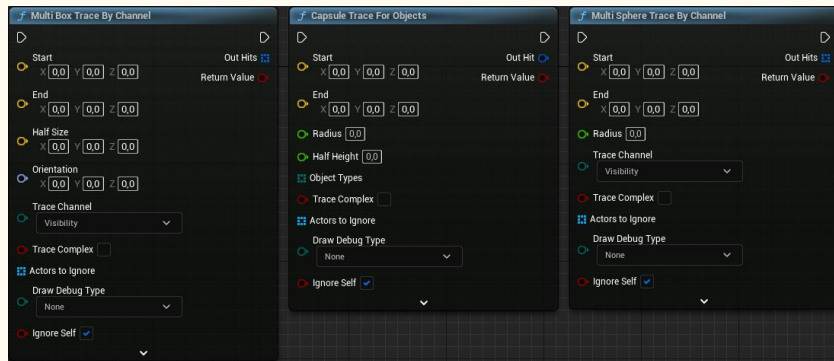 f Multi Box Trace By Channel
Start
X 0,0 Y 0,0 Z 0,0
Out Hits
Return Value
End
X 0,0 Y 0,0 Z 0,0
Half Size
X 0,0 Y 0,0 Z 0,0
Orientation
X 0,0 Y 0,0 Z 0,0
Trace Channel
Visibility
Trace Complex
Actors to Ignore
Draw Debug Type
None
Ignore Self
f Capsule Trace For Objects
Start
X 0,0 Y 0,0 Z 0,0
Out Hit
Return Value
End
X 0,0 Y 0,0 Z 0,0
Radius 0,0
Half Height 0,0
Object Types
Trace Complex
Actors to Ignore
Draw Debug Type
None
Ignore Self
f Multi Sphere Trace By Channel
Start
X 0,0 Y 0,0 Z 0,0
Out Hits
Return Value
End
X 0,0 Y 0,0 Z 0,0
Radius 0,0
Trace Channel
Visibility
Trace Complex
Actors to Ignore
Draw Debug Type
None
Ignore Self